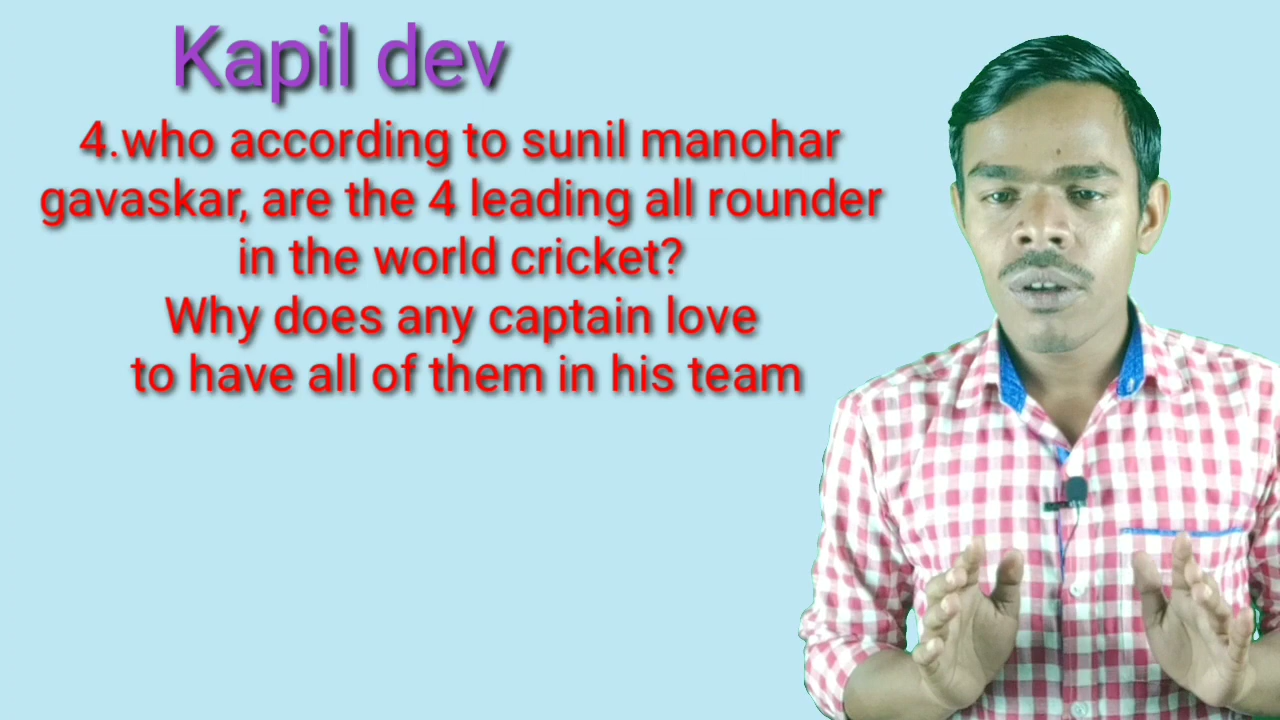 Kapil dev
4.who according to sunil manohar
gavaskar, are the 4 leading all rounder
in the world cricket?
Why does any captain love
to have all of them in his team